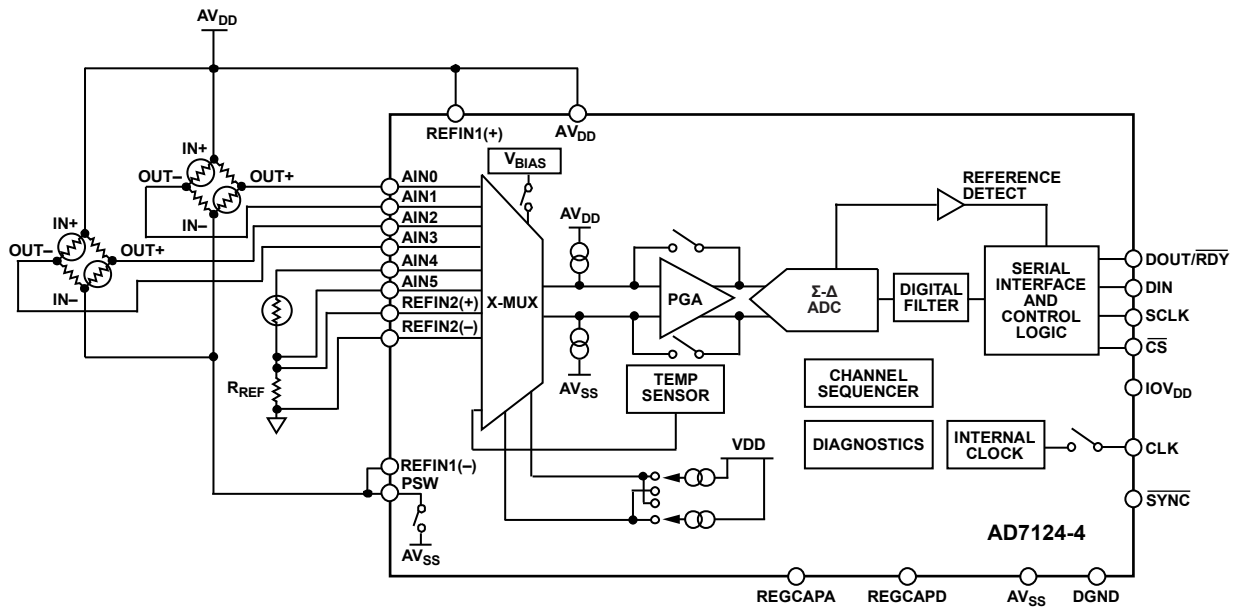 AVDD
REFIN1(+)
AVDD
IN+
OUT–
OUT+
IN–
IN+
OUT–
OUT+
IN–
RREF
AIN0
AIN1
AIN2
AIN3
AIN4
AIN5
REFIN2(+)
REFIN2(–)
REFIN1(–)
PSW
AVSS
VBIAS
X-MUX
AVDD
AVSS
PGA
TEMP
SENSOR
VDD
Σ-Δ
ADC
REFERENCE
DETECT
DIGITAL
FILTER
SERIAL
INTERFACE
AND
CONTROL
LOGIC
CHANNEL
SEQUENCER
DIAGNOSTICS
INTERNAL
CLOCK
DOUT/RDY
DIN
SCLK
CS
IOVDD
CLK
SYNC
AD7124-4
REGCAPA
REGCAPD
AVSS
DGND